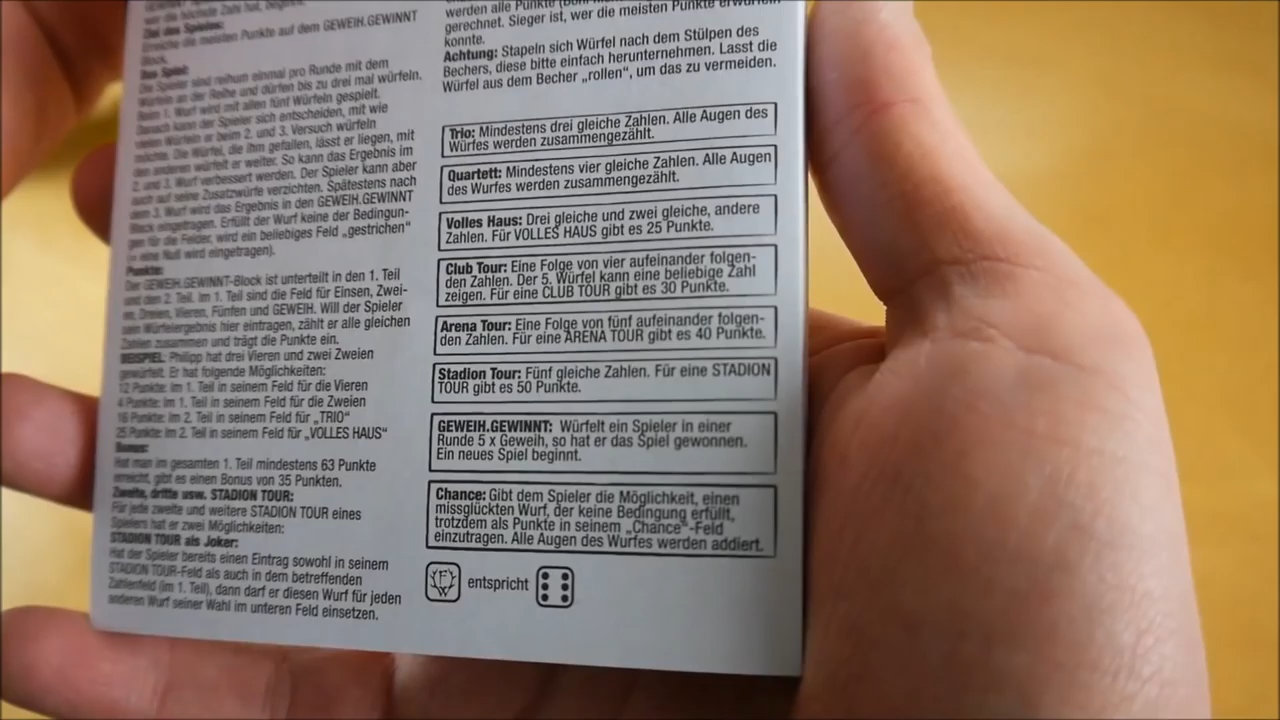 war die höchste Zahl hat, beginnt.
Ziel des Spieles:
Erreiche die meisten Punkte auf dem GEWEIH.GEWINNT
Block.
Das Spiel:
Die Spieler sind reihum einmal pro Runde mit dem
Würfeln an der Reihe und dürfen bis zu drei mal würfeln.
Beim 1. Wurf wird mit allen fünf Würfeln gespielt.
Danach kann der Spieler sich entscheiden, mit wie
vielen Würfeln er beim 2. und 3. Versuch würfeln
möchte. Die Würfel, die ihm gefallen, lässt er liegen, mit
den anderen würfelt er weiter. So kann das Ergebnis im
2. und 3. Wurf verbessert werden. Der Spieler kann aber
auch auf seine Zusatzwürfe verzichten. Spätestens nach
dem 3. Wurf wird das Ergebnis in den GEWEIH.GEWINNT
Block eingetragen. Erfüllt der Wurf keine der Bedingun-
gen für die Felder, wird ein beliebiges Feld „gestrichen“
(= eine Null wird eingetragen).
Punkte:
Der GEWEIH.GEWINNT-Block ist unterteilt in den 1. Teil
und den 2. Teil. Im 1. Teil sind die Feld für Einsen, Zwei-
en, Dreien, Vieren, Fünfen und GEWEIH. Will der Spieler
sein Würfelergebnis hier eintragen, zählt er alle gleichen
Zahlen zusammen und trägt die Punkte ein.
BEISPIEL: Philipp hat drei Vieren und zwei Zweien
gewürfelt. Er hat folgende Möglichkeiten:
12 Punkte: Im 1. Teil in seinem Feld für die Vieren
4 Punkte: Im 1. Teil in seinem Feld für die Zweien
16 Punkte: Im 2. Teil in seinem Feld für „TRIO“
25 Punkte: Im 2. Teil in seinem Feld für „VOLLES HAUS“
Bonus:
Hat man im gesamten 1. Teil mindestens 63 Punkte
erreicht, gibt es einen Bonus von 35 Punkten.
Zweite, dritte usw. STADION TOUR:
Für jede zweite und weitere STADION TOUR eines
Spielers hat er zwei Möglichkeiten:
STADION TOUR als Joker:
Hat der Spieler bereits einen Eintrag sowohl in seinem
STADION TOUR-Feld als auch in dem betreffenden
Zahlenfeld (im 1. Teil), dann darf er diesen Wurf für jeden
anderen Wurf seiner Wahl im unteren Feld einsetzen.
werden alle Punkte
gerechnet. Sieger ist, wer die meisten Punkte erwürfeln
konnte.
Achtung: Stapeln sich Würfel nach dem Stülpen des
Bechers, diese bitte einfach herunternehmen. Lasst die
Würfel aus dem Becher „rollen“, um das zu vermeiden.
Trio: Mindestens drei gleiche Zahlen. Alle Augen des
Würfes werden zusammengezählt.
Quartett: Mindestens vier gleiche Zahlen. Alle Augen
des Wurfes werden zusammengezählt.
Volles Haus: Drei gleiche und zwei gleiche, andere
Zahlen. Für VOLLES HAUS gibt es 25 Punkte.
Club Tour: Eine Folge von vier aufeinander folgen-
den Zahlen. Der 5. Würfel kann eine beliebige Zahl
zeigen. Für eine CLUB TOUR gibt es 30 Punkte.
Arena Tour: Eine Folge von fünf aufeinander folgen-
den Zahlen. Für eine ARENA TOUR gibt es 40 Punkte.
Stadion Tour: Fünf gleiche Zahlen. Für eine STADION
TOUR gibt es 50 Punkte.
GEWEIH.GEWINNT: Würfelt ein Spieler in einer
Runde 5 x Geweih, so hat er das Spiel gewonnen.
Ein neues Spiel beginnt.
Chance: Gibt dem Spieler die Möglichkeit, einen
missglückten Wurf, der keine Bedingung erfüllt,
trotzdem als Punkte in seinem „Chance“-Feld
einzutragen. Alle Augen des Wurfes werden addiert.
entspricht